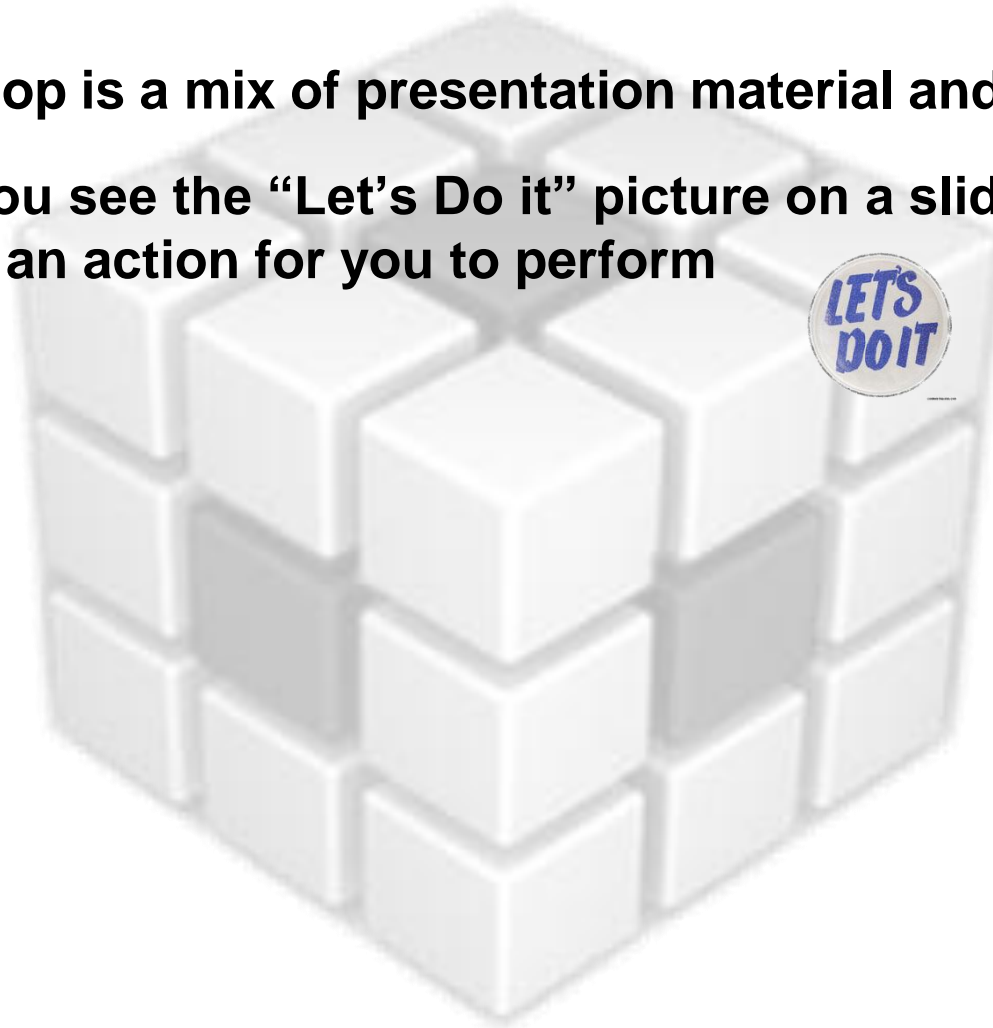 op is a mix of presentation material and
ou see the “Let’s Do it” picture on a slid
an action for you to perform
LET'S
DO IT